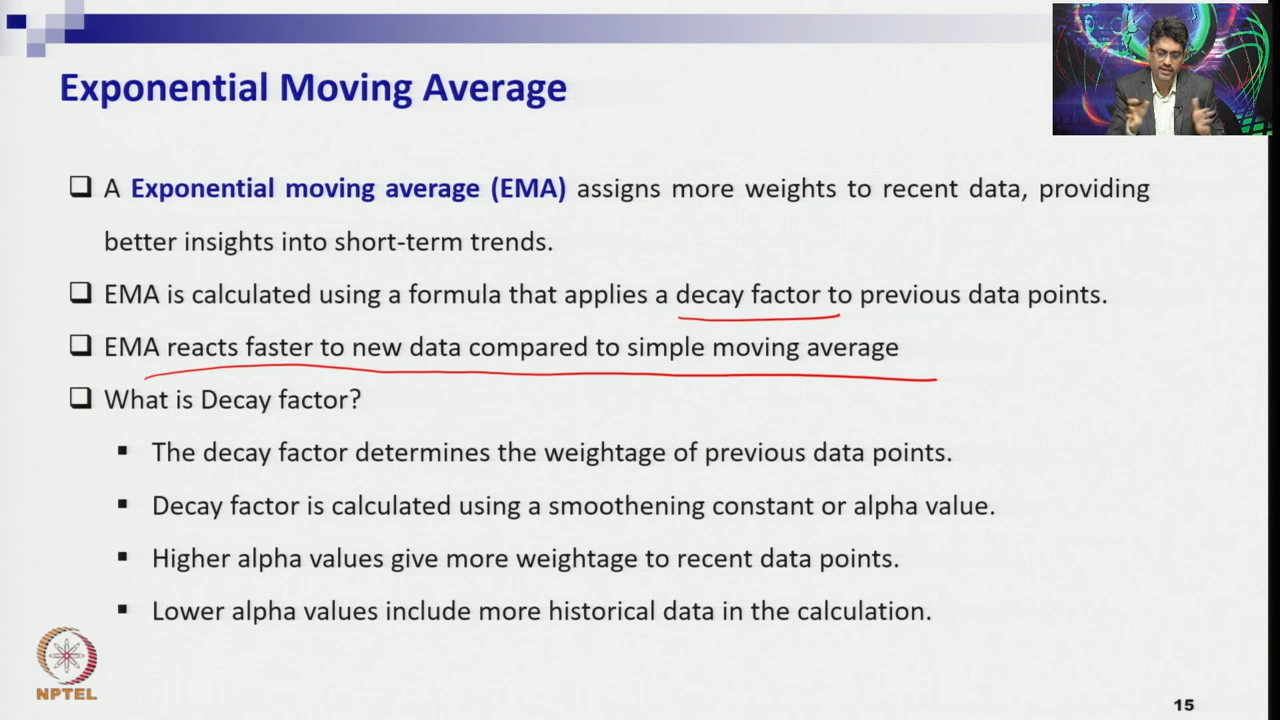 Exponential Moving Average
❑ A Exponential moving average (EMA) assigns more weights to recent data, providing
better insights into short-term trends.
❑ EMA is calculated using a formula that applies a decay factor to previous data points.
❑ EMA reacts faster to new data compared to simple moving average
❑ What is Decay factor?
▪ The decay factor determines the weightage of previous data points.
▪ Decay factor is calculated using a smoothening constant or alpha value.
▪ Higher alpha values give more weightage to recent data points.
▪ Lower alpha values include more historical data in the calculation.
NPTEL
15